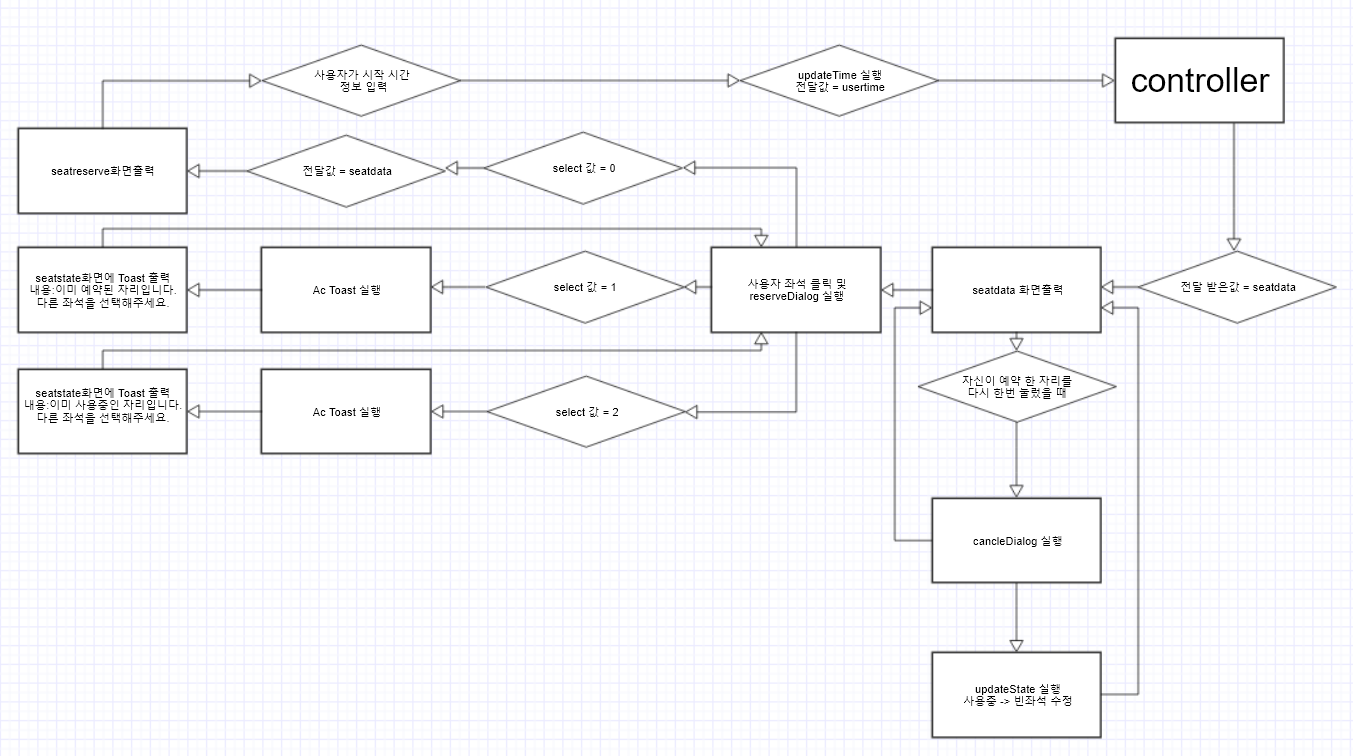 사용자가 시작 시간
정보 입력
updateTime 실행
전달값 = usertime
controller
seatreserve화면출력
전달값 = seatdata
select 값 = 0
seatstate화면에 Toast 출력
내용:이미 예약된 자리입니다.
다른 좌석을 선택해주세요.
Ac Toast 실행
select 값 = 1
사용자 좌석 클릭 및
reserveDialog 실행
seatdata 화면출력
전달 받은값 = seatdata
seatstate화면에 Toast 출력
내용:이미 사용중인 자리입니다.
다른 좌석을 선택해주세요.
Ac Toast 실행
select 값 = 2
자신이 예약 한 자리를
다시 한번 눌렀을 때
cancleDialog 실행
updateState 실행
사용중 -> 빈좌석 수정